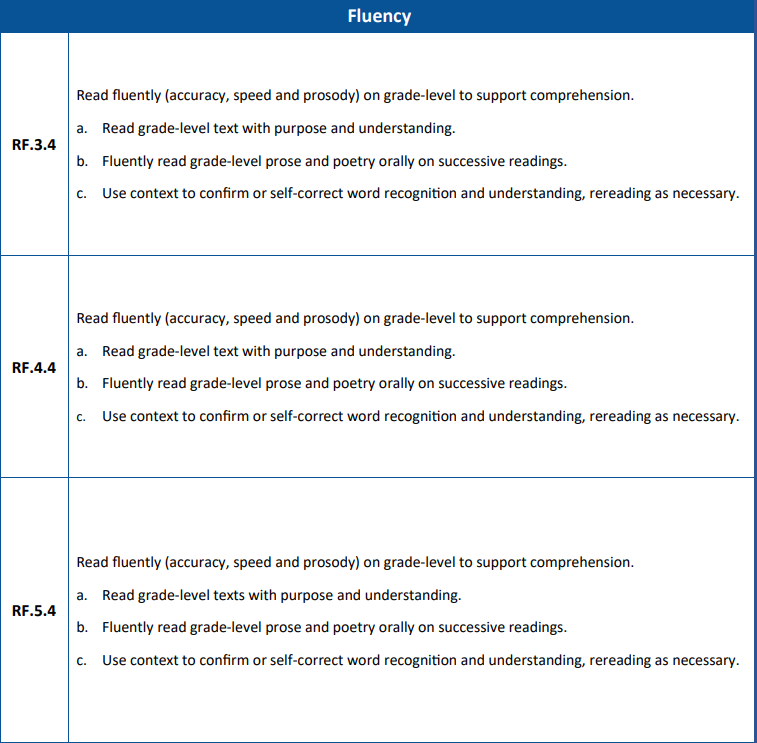 Fluency
RF.3.4
Read fluently (accuracy, speed and prosody) on grade-level to support comprehension.
a. Read grade-level text with purpose and understanding.
b. Fluently read grade-level prose and poetry orally on successive readings.
c. Use context to confirm or self-correct word recognition and understanding, rereading as necessary.
RF.4.4
Read fluently (accuracy, speed and prosody) on grade-level to support comprehension.
a. Read grade-level text with purpose and understanding.
b. Fluently read grade-level prose and poetry orally on successive readings.
c. Use context to confirm or self-correct word recognition and understanding, rereading as necessary.
RF.5.4
Read fluently (accuracy, speed and prosody) on grade-level to support comprehension.
a. Read grade-level texts with purpose and understanding.
b. Fluently read grade-level prose and poetry orally on successive readings.
c. Use context to confirm or self-correct word recognition and understanding, rereading as necessary.